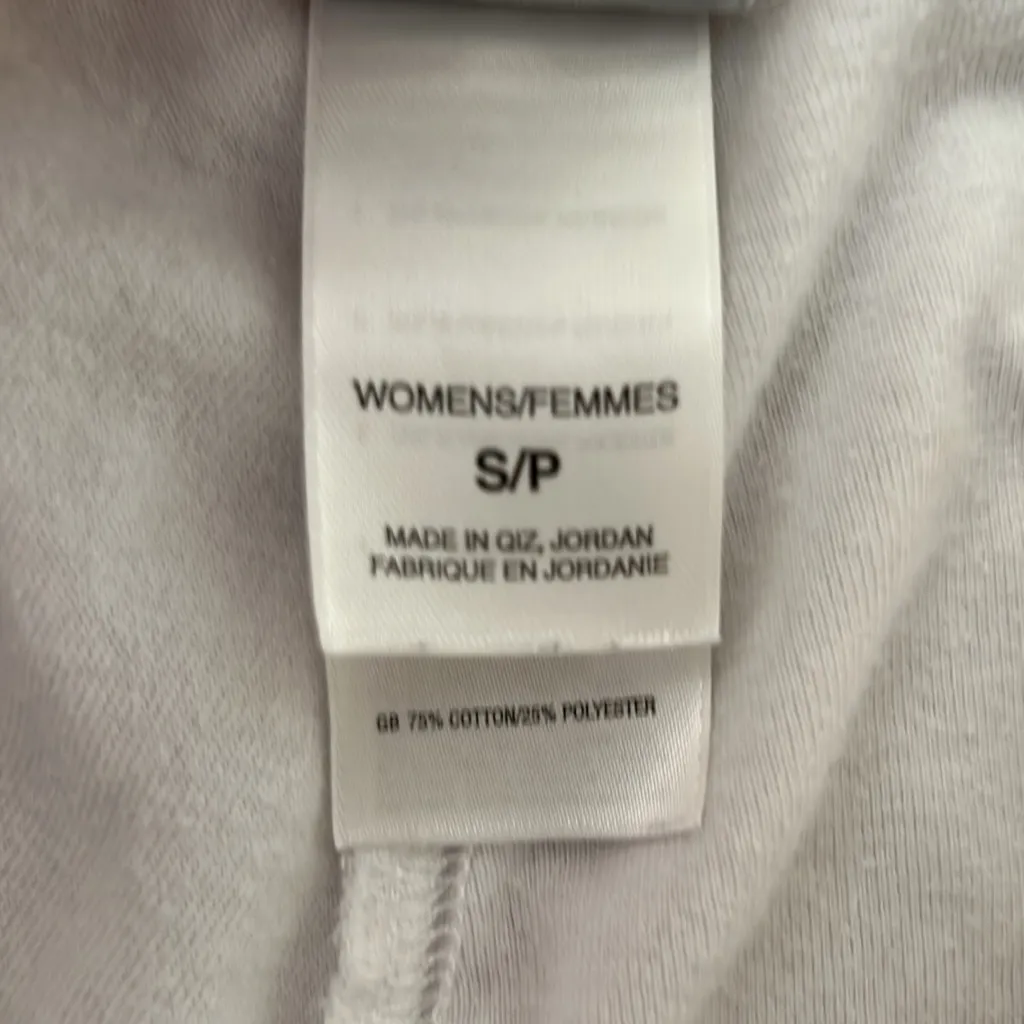 WOMENS/FEMMES
S/P
MADE IN QIZ, JORDAN
FABRIQUE EN JORDANIE
GB 75% COTTON/25% POLYESTER